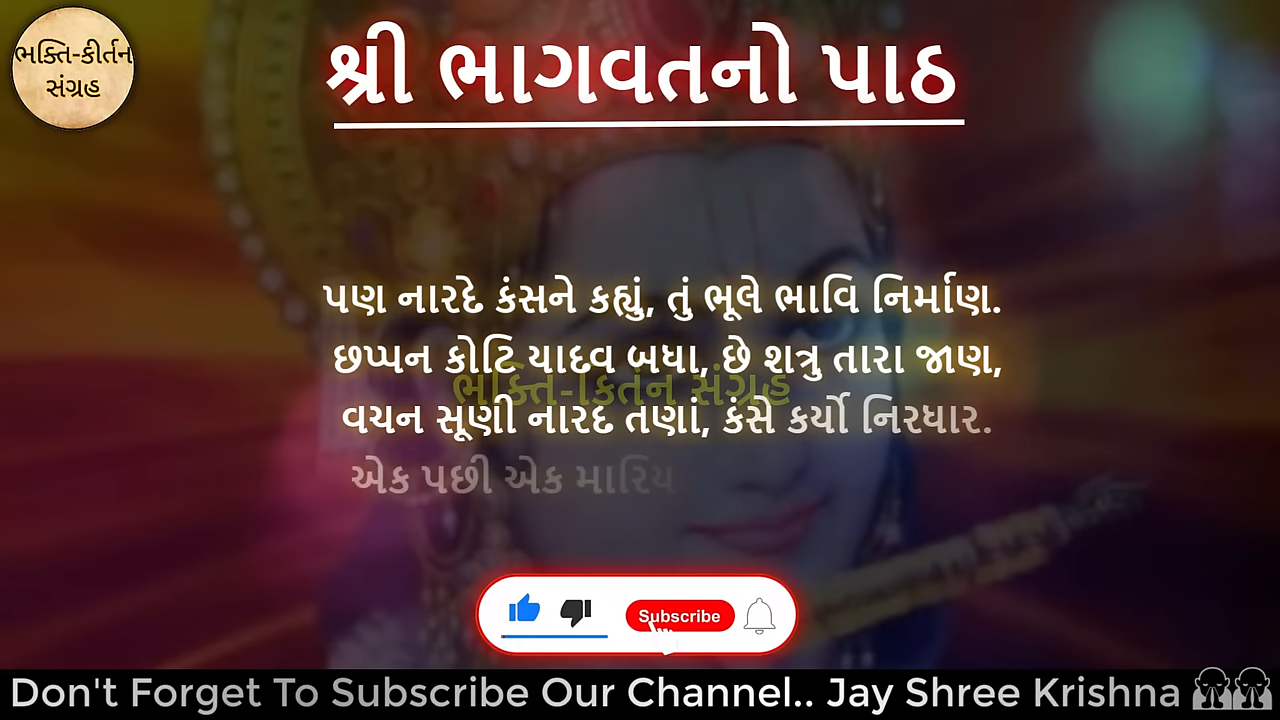 ભક્તિ-કીર્તન
સંગ્રહ
શ્રી ભાગવતનો પાઠ
પણ નારદે કંસને કહ્યું, તું ભૂલે ભાવિ નિર્માણ.
છપ્પન કોટિ યાદવ બધા, છે શત્રુ તારા જાણ,
ભક્તિ-કિર્તન સંગ્રહ
વચન સૂણી નારદ તણાં, કંસે કર્યો નિરધાર.
એક પછી એક મારિય
Subscribe
Don't Forget To Subscribe Our Channel.. Jay Shree Krishna